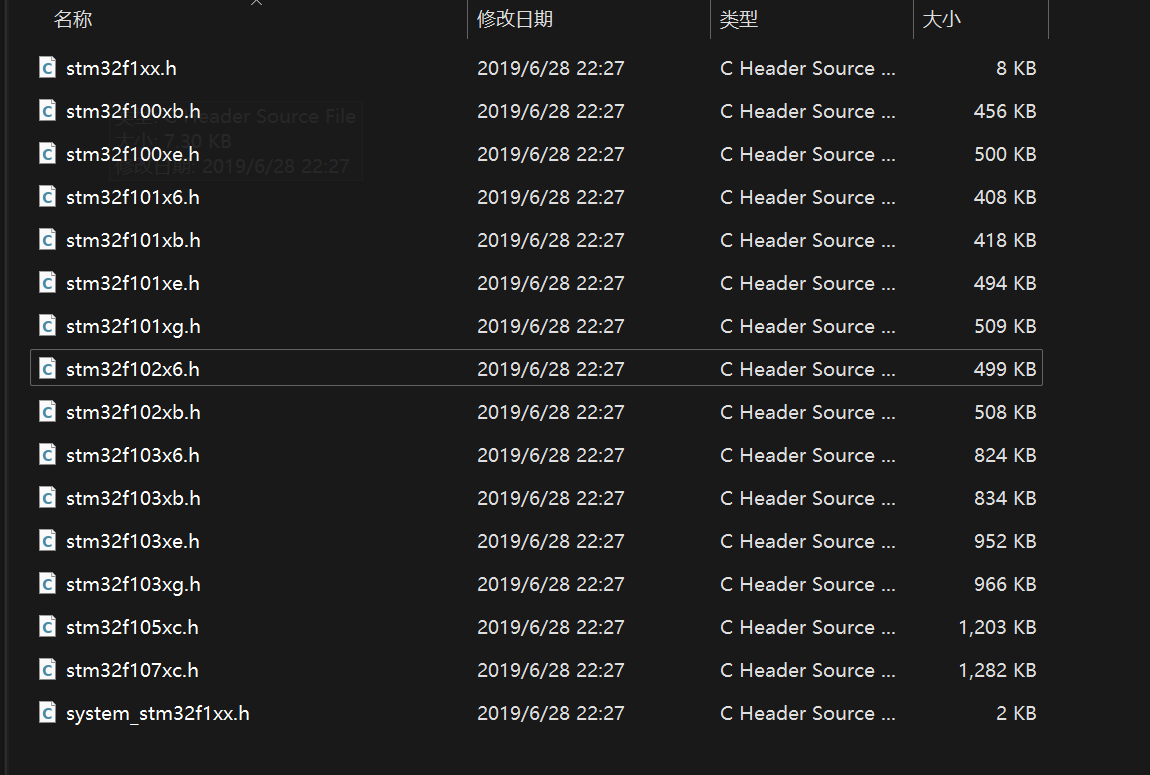 名称 修改日期 类型 大小
stm32f1xx.h 2019/6/28 22:27 C Header Source ... 8 KB
stm32f100xb.h 2019/6/28 22:27 C Header Source ... 456 KB
类型: C Header Source File
大小: 7.30 KB
stm32f100xe.h 2019/6/28 22:27 C Header Source ... 500 KB
修改日期: 2019/6/28 22:27
stm32f101x6.h 2019/6/28 22:27 C Header Source ... 408 KB
stm32f101xb.h 2019/6/28 22:27 C Header Source ... 418 KB
stm32f101xe.h 2019/6/28 22:27 C Header Source ... 494 KB
stm32f101xg.h 2019/6/28 22:27 C Header Source ... 509 KB
stm32f102x6.h 2019/6/28 22:27 C Header Source ... 499 KB
stm32f102xb.h 2019/6/28 22:27 C Header Source ... 508 KB
stm32f103x6.h 2019/6/28 22:27 C Header Source ... 824 KB
stm32f103xb.h 2019/6/28 22:27 C Header Source ... 834 KB
stm32f103xe.h 2019/6/28 22:27 C Header Source ... 952 KB
stm32f103xg.h 2019/6/28 22:27 C Header Source ... 966 KB
stm32f105xc.h 2019/6/28 22:27 C Header Source ... 1,203 KB
stm32f107xc.h 2019/6/28 22:27 C Header Source ... 1,282 KB
system_stm32f1xx.h 2019/6/28 22:27 C Header Source ... 2 KB